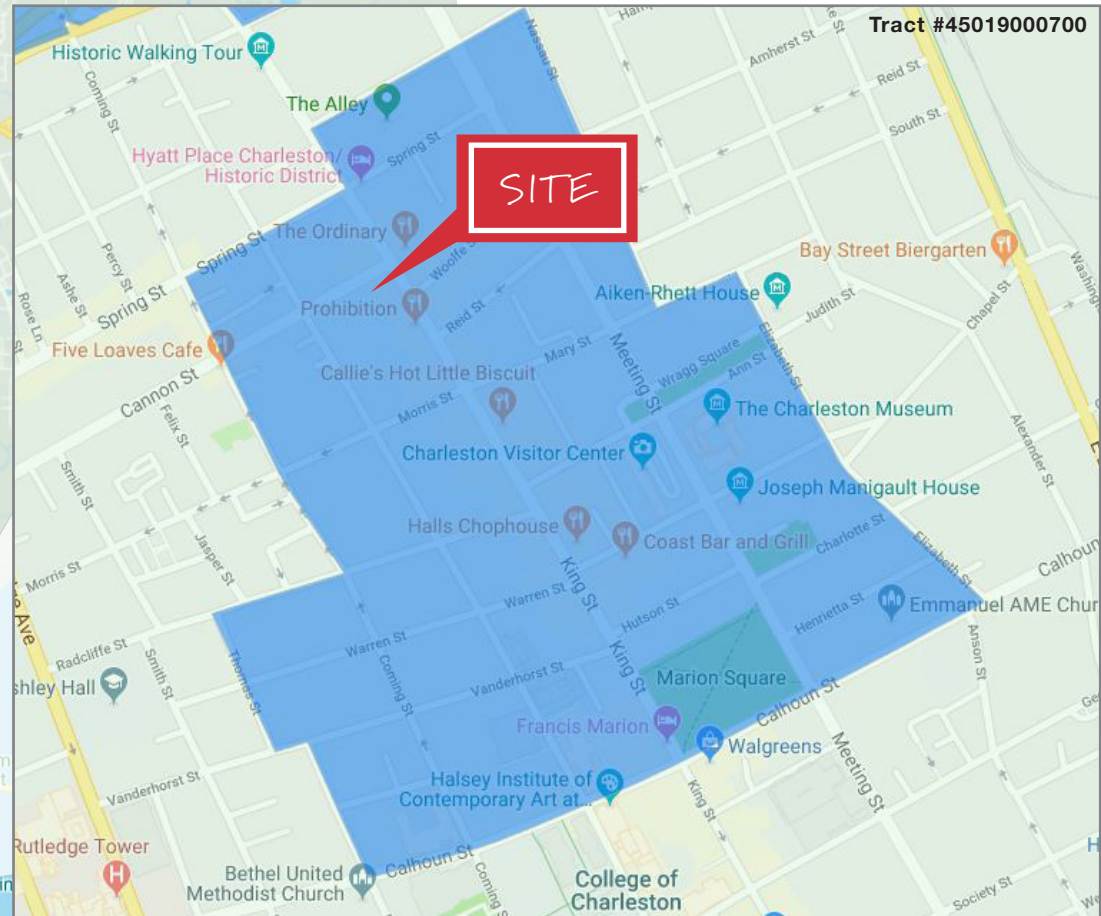 Tract #45019000700
Historic Walking Tour
Coming St
Nassau St
Amherst St
Reid St
South St
The Alley
Hyatt Place Charleston/
Historic District
Spring St
SITE
The Ordinary
Woolfe
Spring St
Percy St
Ashe St
Rose Ln
Spring St
Bay Street Biergarten
Aiken-Rhett House
Judith St
Chapel St
Prohibition
Reid St
Five Loaves Cafe
Mary St
Meeting St
Wragg Square
Ann St
Elizabeth St
Cannon St
Callie's Hot Little Biscuit
Morris St
Felix St
The Charleston Museum
Alexander St
Charleston Visitor Center
Smith St
Joseph Manigault House
Halls Chophouse
Coast Bar and Grill
Charlotte St
Elizabeth St
Jasper St
Morris St
King St
Calhoun
Warren St
Hutson St
Henrietta St
Emmanuel AME Chur
Radcliffe St
Smith St
Thomas St
Warren St
Coming St
Vanderhorst St
King St
Anson St
shley Hall
Marion Square
Calhoun St
Francis Marion
Walgreens
Meeting St
Halsey Institute of
Contemporary Art at...
Vanderhorst St
King St
Rutledge Tower
Calhoun St
Bethel United
Methodist Church
Coming St
College of
Charleston
Society St